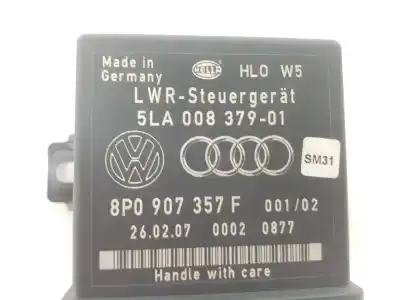 Made in
Germany
HELLA
HLO W5
LWR-Steuergerät
5LA 008 379-01
SM31
8P0 907 357 F 001/02
26.02.07 0002 0877
Handle with care